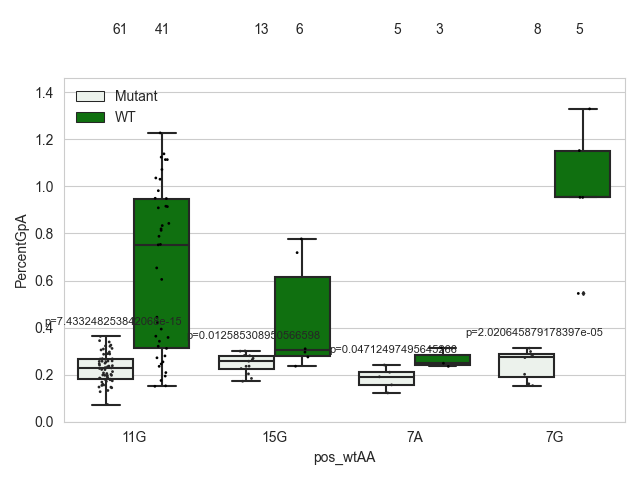 61 41 13 6 5 3 8 5
Mutant
WT
1.4
1.2
1.0
0.8
0.6
0.4
0.2
0.0
PercentGpA
p=7.433248253842068e-15
p=0.012585308950566598
p=2.020645879178397e-05
11G 15G 7A 7G
pos_wtAA